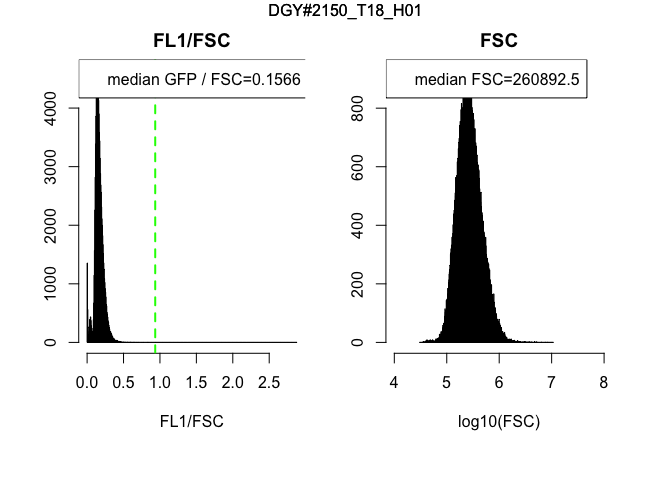 DGY#2150_T18_H01
FL1/FSC
median GFP / FSC=0.1566
4000
3000
2000
1000
0
0.0 0.5 1.0 1.5 2.0 2.5
FL1/FSC
FSC
median FSC=260892.5
800
600
400
200
0
4 5 6 7 8
log10(FSC)